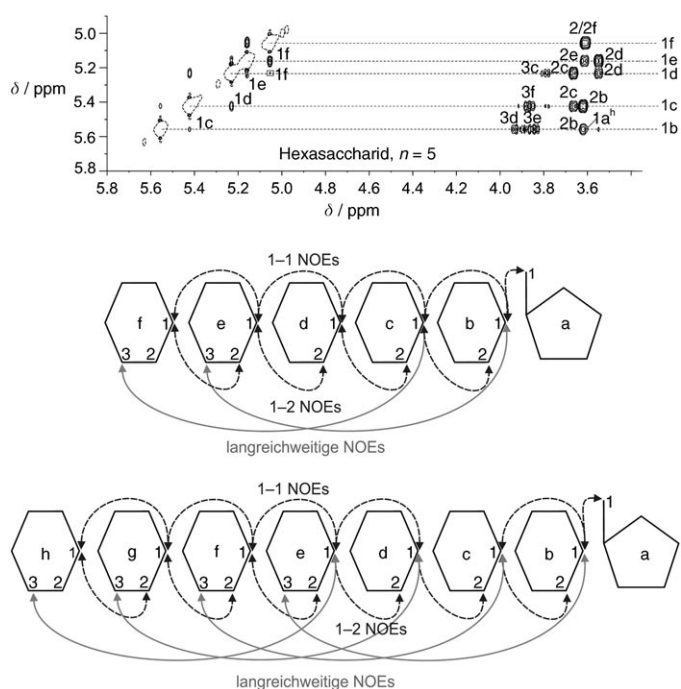 5.0
5.2
5.4
5.6
5.8
δ / ppm
2/2f
1f
1f
2e
2d
1e
1f
3c
2c
2d
1d
1e
1d
3f
2c
2b
1c
1c
3d
3e
2b
1aʰ
1b
Hexasaccharid, n = 5
5.8 5.6 5.4 5.2 5.0 4.8 4.6 4.4 4.2 4.0 3.8 3.6
δ / ppm
1–1 NOEs
1
f 1 e 1 d 1 c 1 b 1 a
3 2 3 2 2 2 2
1–2 NOEs
langreichweitige NOEs
1–1 NOEs
1
h 1 g 1 f 1 e 1 d 1 c 1 b 1 a
3 2 3 2 3 2 3 2 2 2 2
1–2 NOEs
langreichweitige NOEs